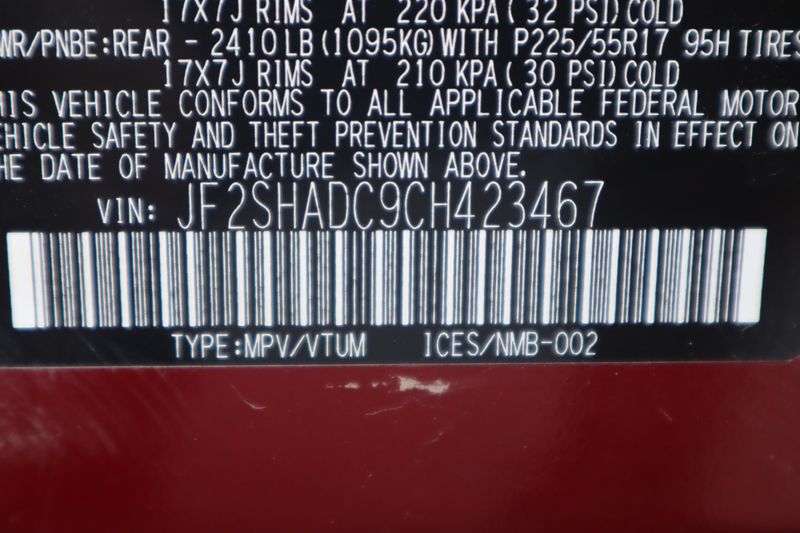 17X7J RIMS AT 220 KPA(32 PSI)COLD
WR/PNBE:REAR - 2410LB(1095KG)WITH P225/55R17 95H TIRES
17X7J RIMS AT 210 KPA(30 PSI)COLD
HIS VEHICLE CONFORMS TO ALL APPLICABLE FEDERAL MOTOR
EHICLE SAFETY AND THEFT PREVENTION STANDARDS IN EFFECT ON
HE DATE OF MANUFACTURE SHOWN ABOVE.
VIN: JF2SHADC9CH423467
TYPE:MPV/VTUM ICES/NMB-002